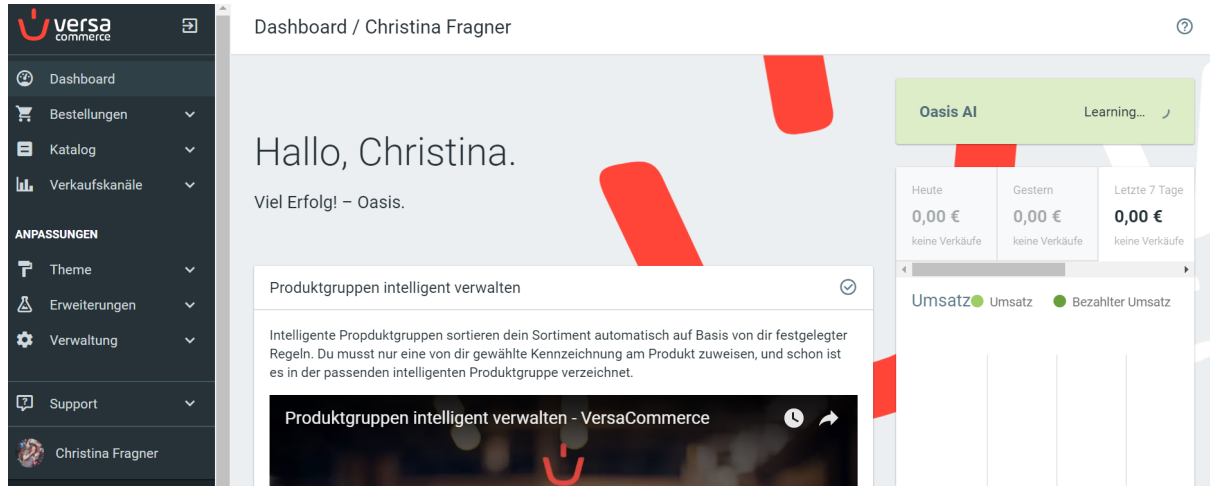 versa
commerce
Dashboard
Bestellungen
Katalog
Verkaufskanäle
ANPASSUNGEN
Theme
Erweiterungen
Verwaltung
Support
Christina Fragner
Dashboard / Christina Fragner
Hallo, Christina.
Viel Erfolg! – Oasis.
Produktgruppen intelligent verwalten
Intelligente Propduktgruppen sortieren dein Sortiment automatisch auf Basis von dir festgelegter
Regeln. Du musst nur eine von dir gewählte Kennzeichnung am Produkt zuweisen, und schon ist
es in der passenden intelligenten Produktgruppe verzeichnet.
Produktgruppen intelligent verwalten - VersaCommerce
Oasis AI Learning...
Heute Gestern Letzte 7 Tage
0,00 € 0,00 € 0,00 €
keine Verkäufe keine Verkäufe keine Verkäufe
Umsatz Umsatz Bezahlter Umsatz